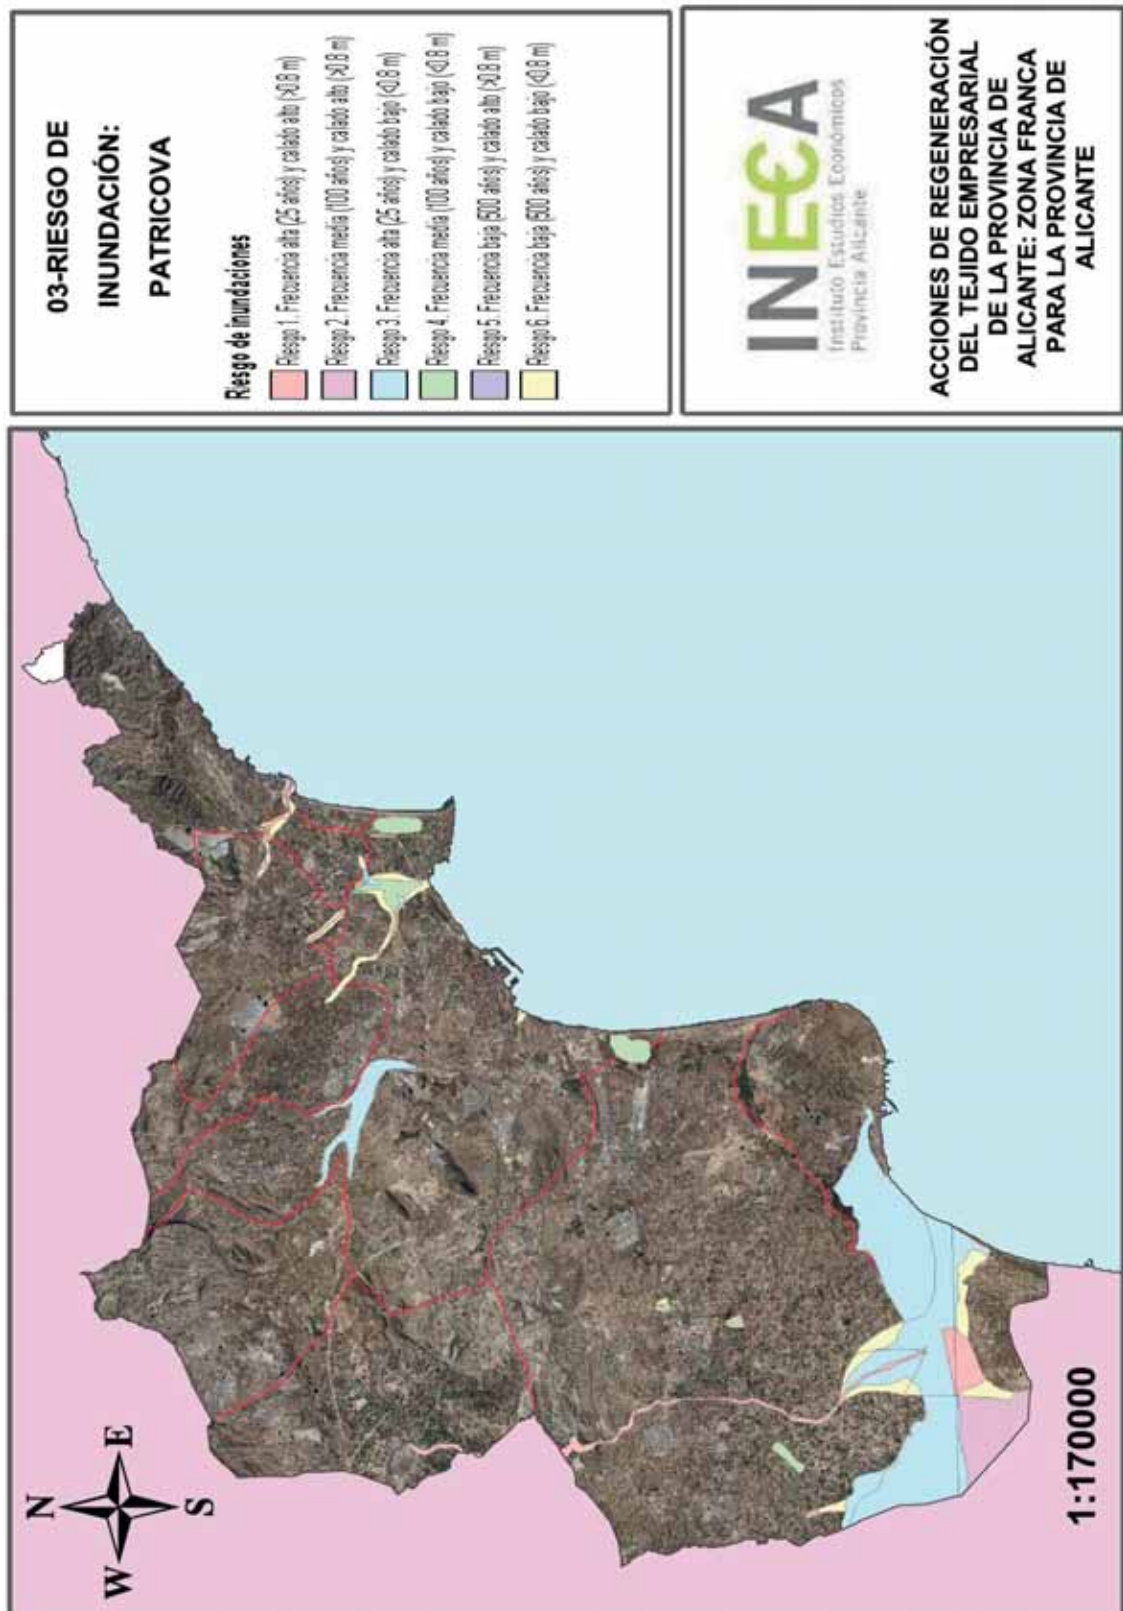 03-RIESGO DE
INUNDACIÓN:
PATRICOVA
Riesgo de inundaciones
Riesgo 1. Frecuencia alta (25 años) y calado alto (>0.8 m)
Riesgo 2. Frecuencia media (100 años) y calado alto (>0.8 m)
Riesgo 3. Frecuencia alta (25 años) y calado bajo (<0.8 m)
Riesgo 4. Frecuencia media (100 años) y calado bajo (<0.8 m)
Riesgo 5. Frecuencia baja (500 años) y calado alto (>0.8 m)
Riesgo 6. Frecuencia baja (500 años) y calado bajo (<0.8 m)
IN€CA
Instituto Estudios Económicos
Provincia Alicante
ACCIONES DE REGENERACIÓN
DEL TEJIDO EMPRESARIAL
DE LA PROVINCIA DE
ALICANTE: ZONA FRANCA
PARA LA PROVINCIA DE
ALICANTE
N
W
E
S
1:170000